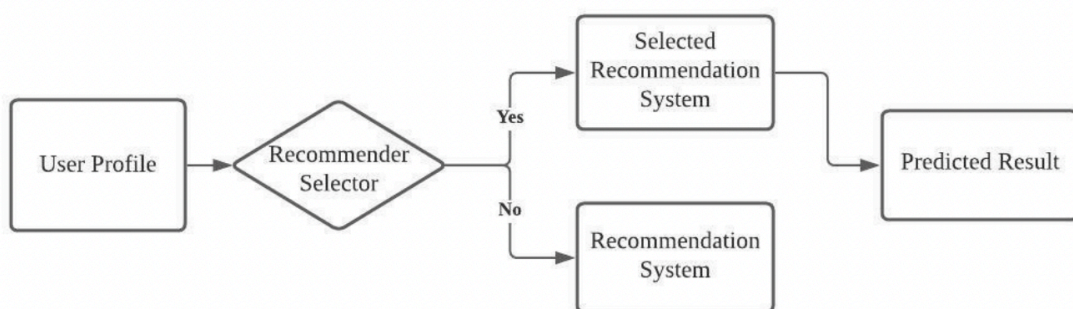 User Profile
Recommender
Selector
Yes
No
Selected
Recommendation
System
Recommendation
System
Predicted Result